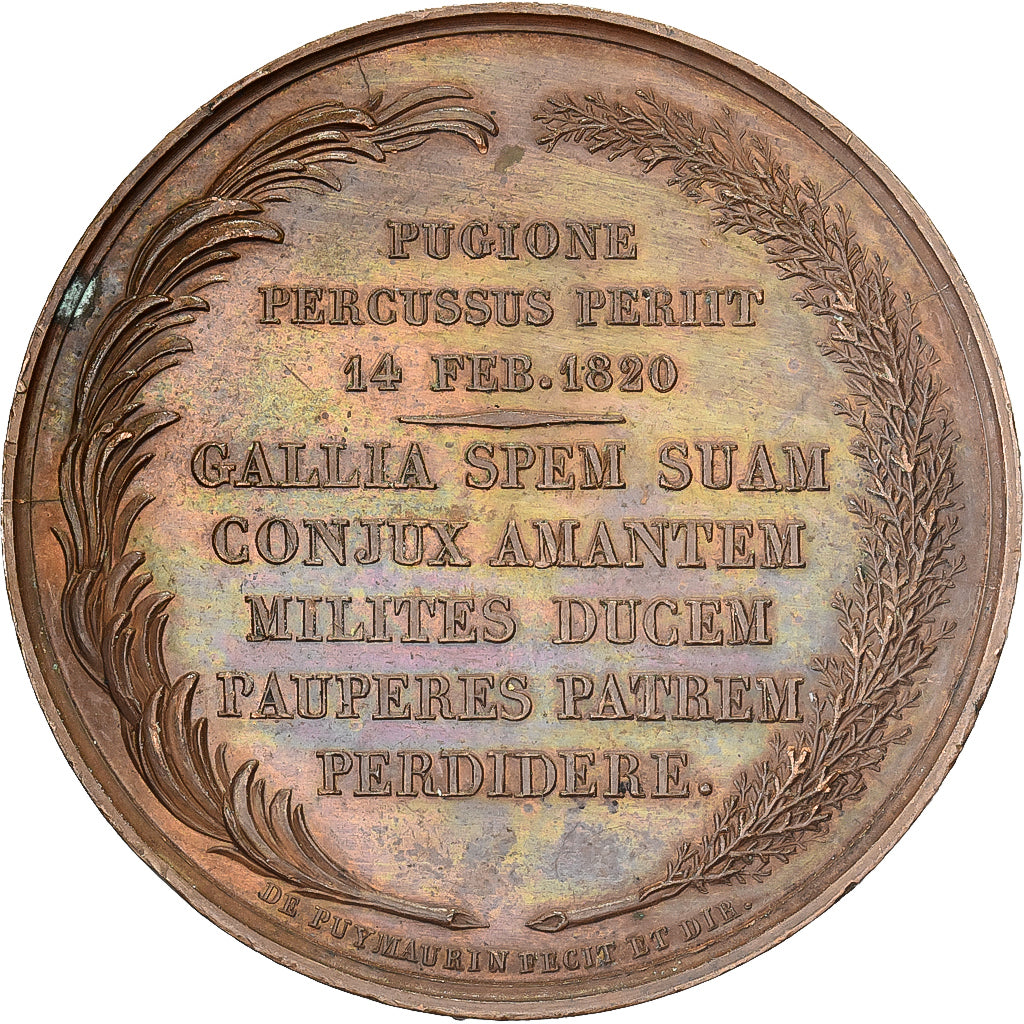 PUGIONE
PERCUSSUS PERIIT
14 FEB. 1820
GALLIA SPEM SUAM
CONJUX AMANTEM
MILITES DUCEM
PAUPERES PATREM
PERDIDERE.
DE PUYMAURIN FECIT ET DIR.